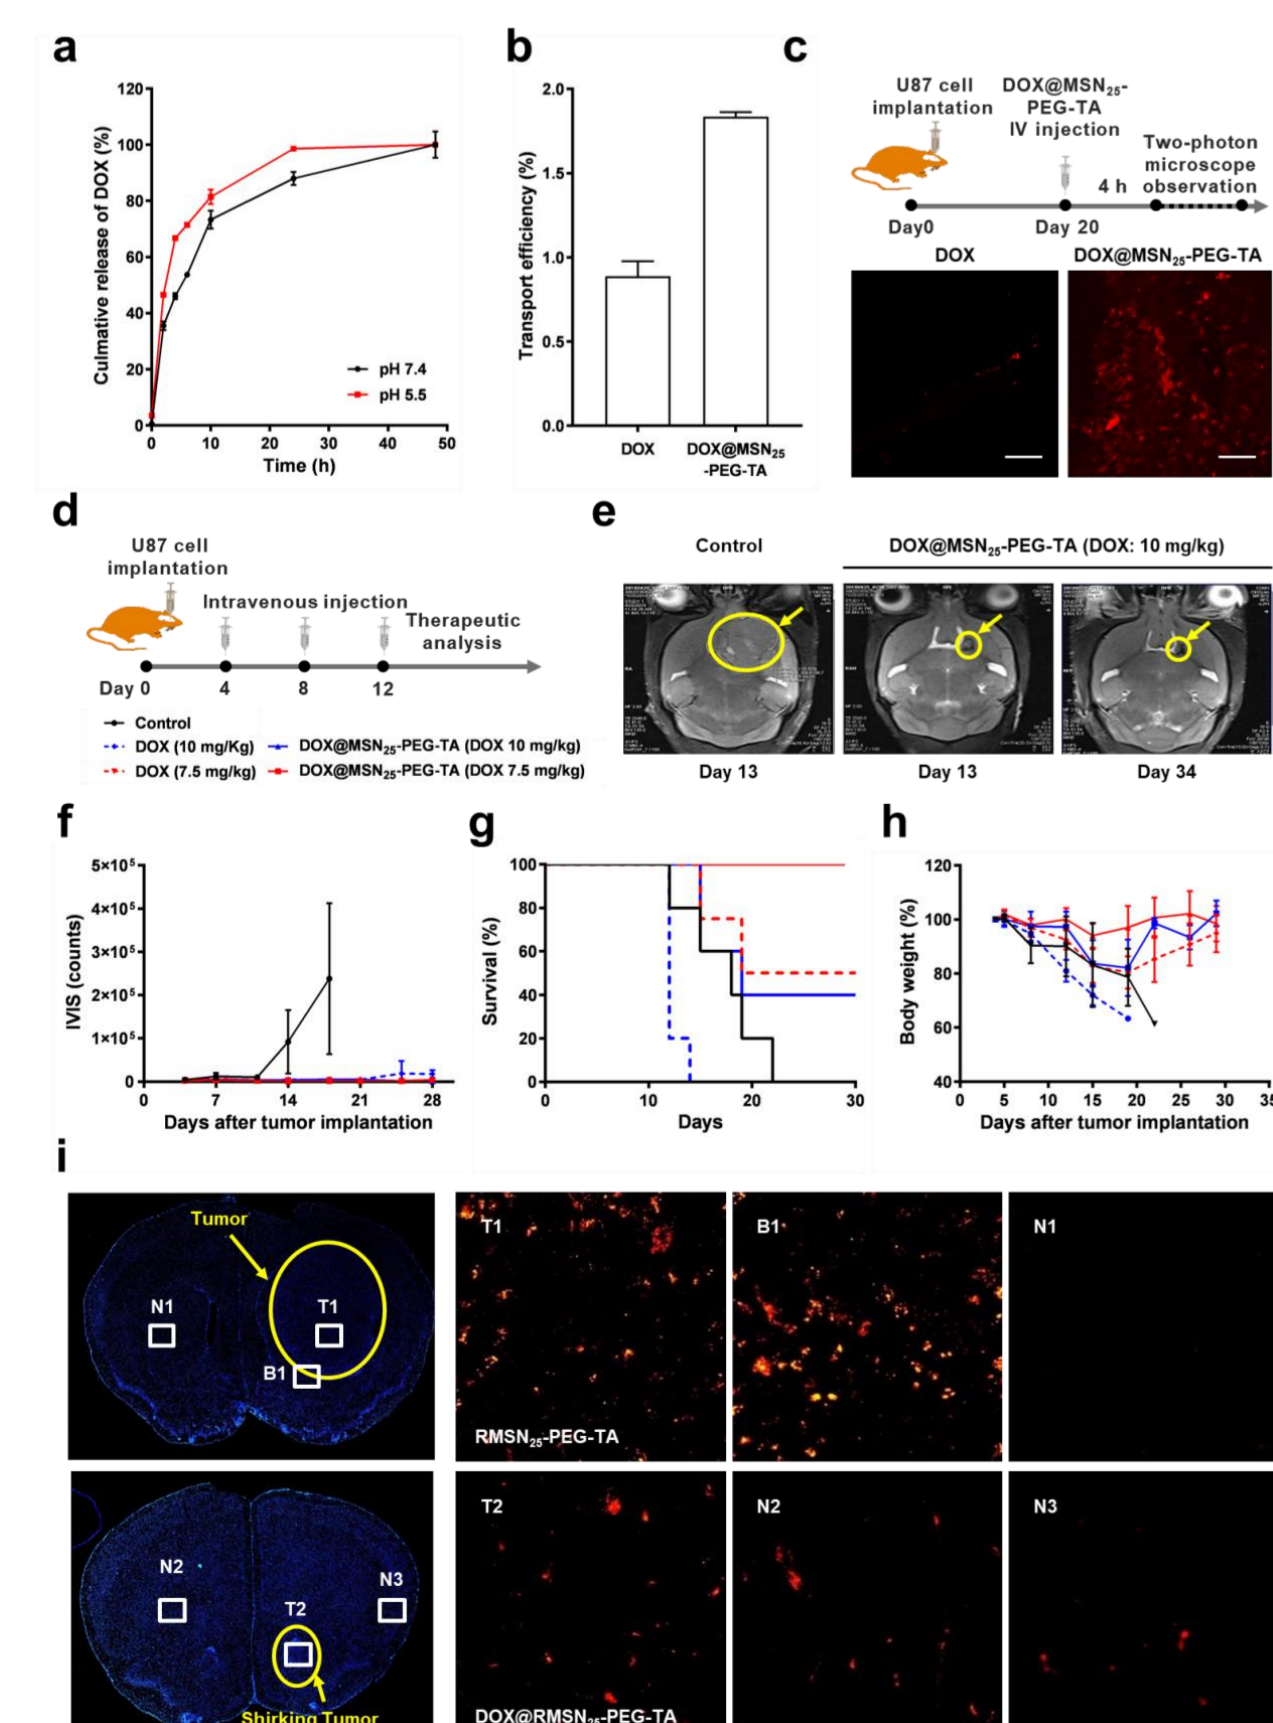 a
120
100
80
60
40
20
0
Culmative release of DOX (%)
pH 7.4
pH 5.5
0 10 20 30 40 50
Time (h)
b
2.0
1.5
1.0
0.5
0.0
Transport efficiency (%)
DOX
DOX@MSN25
-PEG-TA
c
U87 cell
implantation
DOX@MSN25-
PEG-TA
IV injection
4 h
Two-photon
microscope
observation
Day0
Day 20
DOX
DOX@MSN25-PEG-TA
d
U87 cell
implantation
Intravenous injection
Therapeutic
analysis
Day 0 4 8 12
Control
DOX (10 mg/Kg)
DOX@MSN25-PEG-TA (DOX 10 mg/kg)
DOX (7.5 mg/kg)
DOX@MSN25-PEG-TA (DOX 7.5 mg/kg)
e
Control
DOX@MSN25-PEG-TA (DOX: 10 mg/kg)
Day 13
Day 13
Day 34
f
5×10⁵
4×10⁵
3×10⁵
2×10⁵
1×10⁵
0
IVIS (counts)
0 7 14 21 28
Days after tumor implantation
g
100
80
60
40
20
0
Survival (%)
0 10 20 30
Days
h
120
100
80
60
40
Body weight (%)
0 5 10 15 20 25 30 35
Days after tumor implantation
i
Tumor
N1
T1
B1
T1
RMSN25-PEG-TA
B1
N1
N2
N3
T2
Shirking Tumor
T2
DOX@RMSN25-PEG-TA
N2
N3